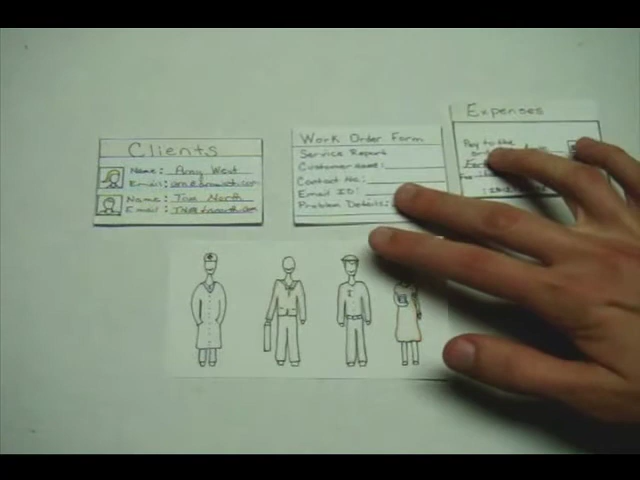 Clients
Name: Amy West
Email:
Name: Tom North
Email
Work Order Form
Service Report
Customer name:
Contact No:
Email ID:
Problem Details:
Expenses
Pay to the